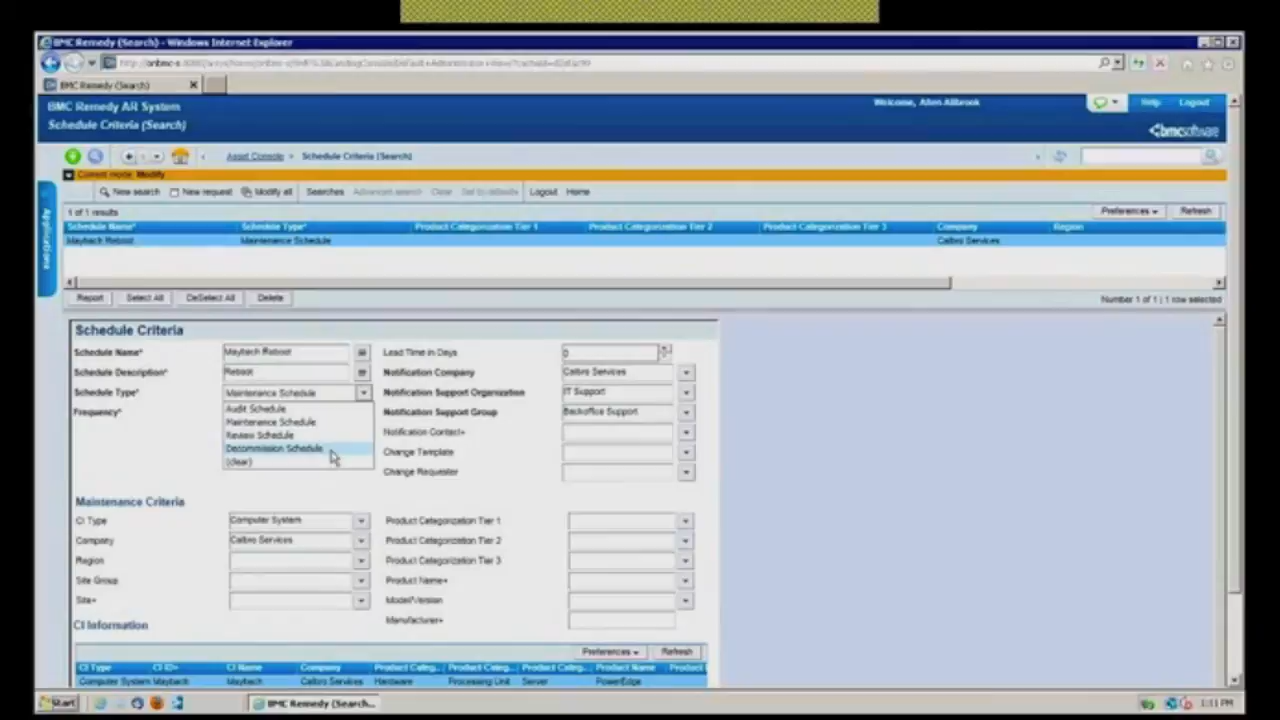 BMC Remedy (Search) - Windows Internet Explorer
BMC Remedy (Search)
BMC Remedy AR System
Welcome, Allen Allbrook
Help
Logout
Schedule Criteria (Search)
bmcsoftware
Asset Console > Schedule Criteria (Search)
Current mode: Modify
New search New request Modify all Searches Advanced search Clear Set to defaults Logout Home
Applications
1 of 1 results
Preferences
Refresh
Schedule Name* Schedule Type* Product Categorization Tier 1 Product Categorization Tier 2 Product Categorization Tier 3 Company Region
Maytech Reboot Maintenance Schedule Calbro Services
Report Select All DeSelect All Delete
Number 1 of 1 | 1 row selected
Schedule Criteria
Schedule Name* Maytech Reboot Lead Time in Days 0
Schedule Description* Reboot Notification Company Calbro Services
Schedule Type* Maintenance Schedule Notification Support Organization IT Support
Audit Schedule
Frequency* Notification Support Group Backoffice Support
Maintenance Schedule
Review Schedule
Notification Contact+
Decommission Schedule
Change Template
(clear)
Change Requester
Maintenance Criteria
CI Type Computer System Product Categorization Tier 1
Company Calbro Services Product Categorization Tier 2
Region Product Categorization Tier 3
Site Group Product Name+
Site+ Model/Version
Manufacturer+
CI Information
Preferences
Refresh
CI Type CI ID+ CI Name Company Product Categ... Product Categ... Product Categ... Product Name Product
Computer System Maytech Maytech Calbro Services Hardware Processing Unit Server PowerEdge
Start
BMC Remedy (Search...
1:11 PM